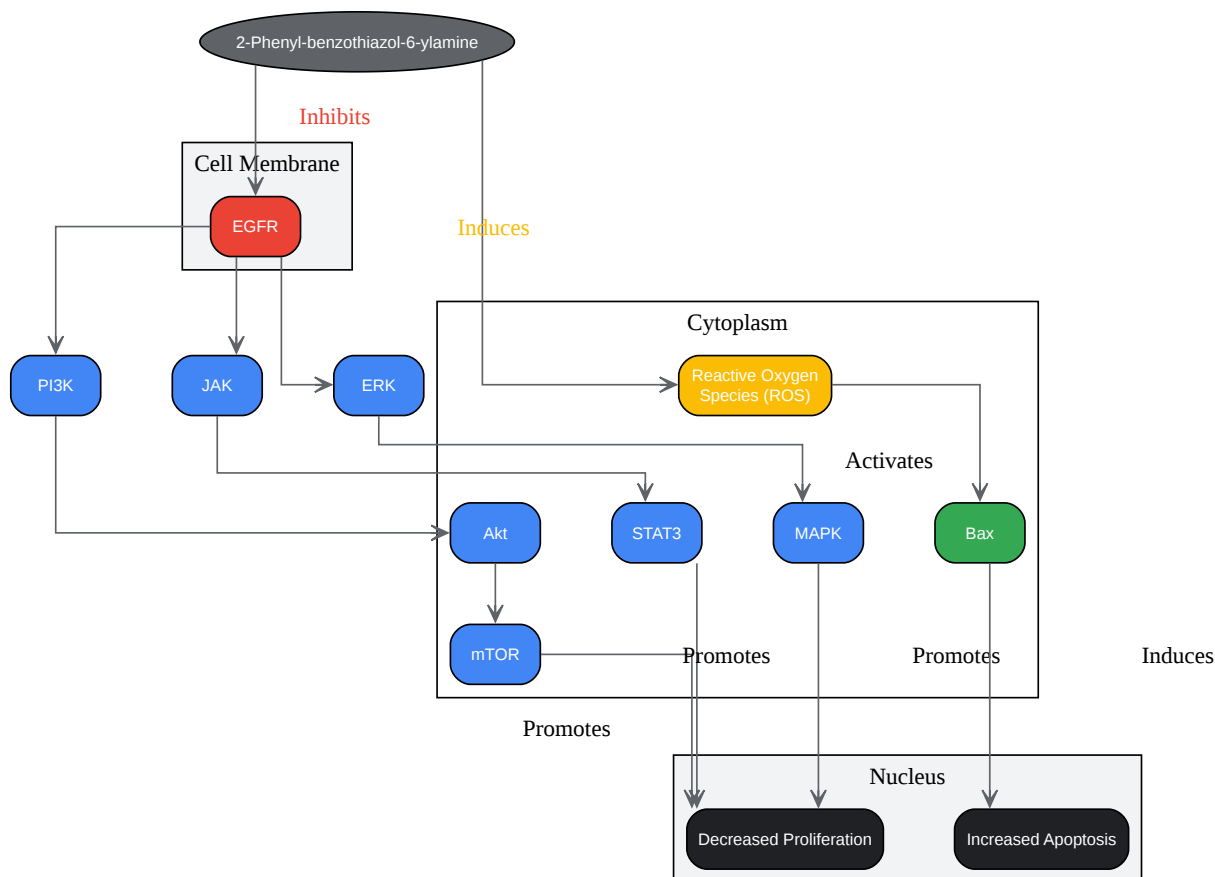 2-Phenyl-benzothiazol-6-ylamine
Inhibits
Cell Membrane
EGFR
Induces
Cytoplasm
PI3K
JAK
ERK
Reactive Oxygen
Species (ROS)
Activates
Akt
STAT3
MAPK
Bax
mTOR
Promotes
Promotes
Induces
Promotes
Nucleus
Decreased Proliferation
Increased Apoptosis